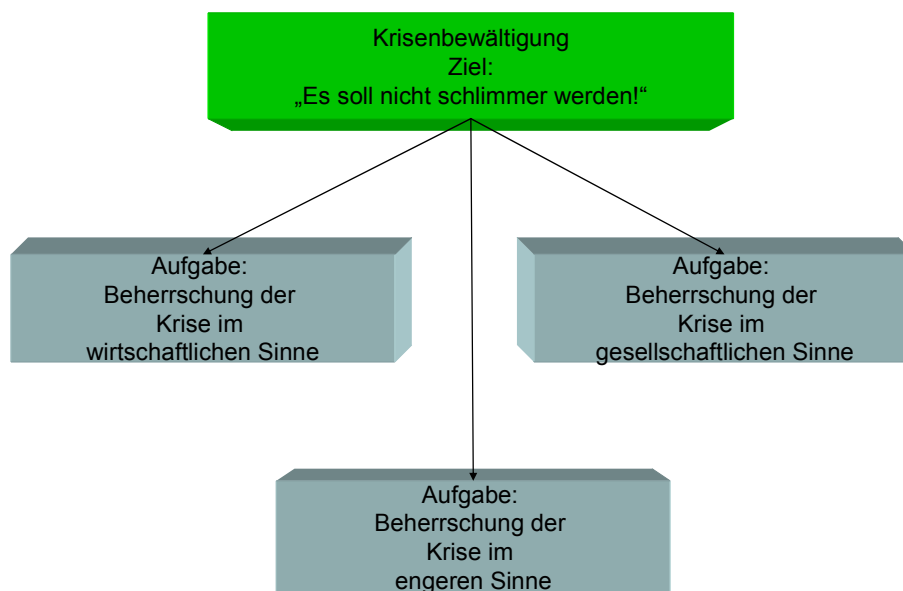 Krisenbewältigung
Ziel:
„Es soll nicht schlimmer werden!“
Aufgabe:
Beherrschung der
Krise im
wirtschaftlichen Sinne
Aufgabe:
Beherrschung der
Krise im
gesellschaftlichen Sinne
Aufgabe:
Beherrschung der
Krise im
engeren Sinne